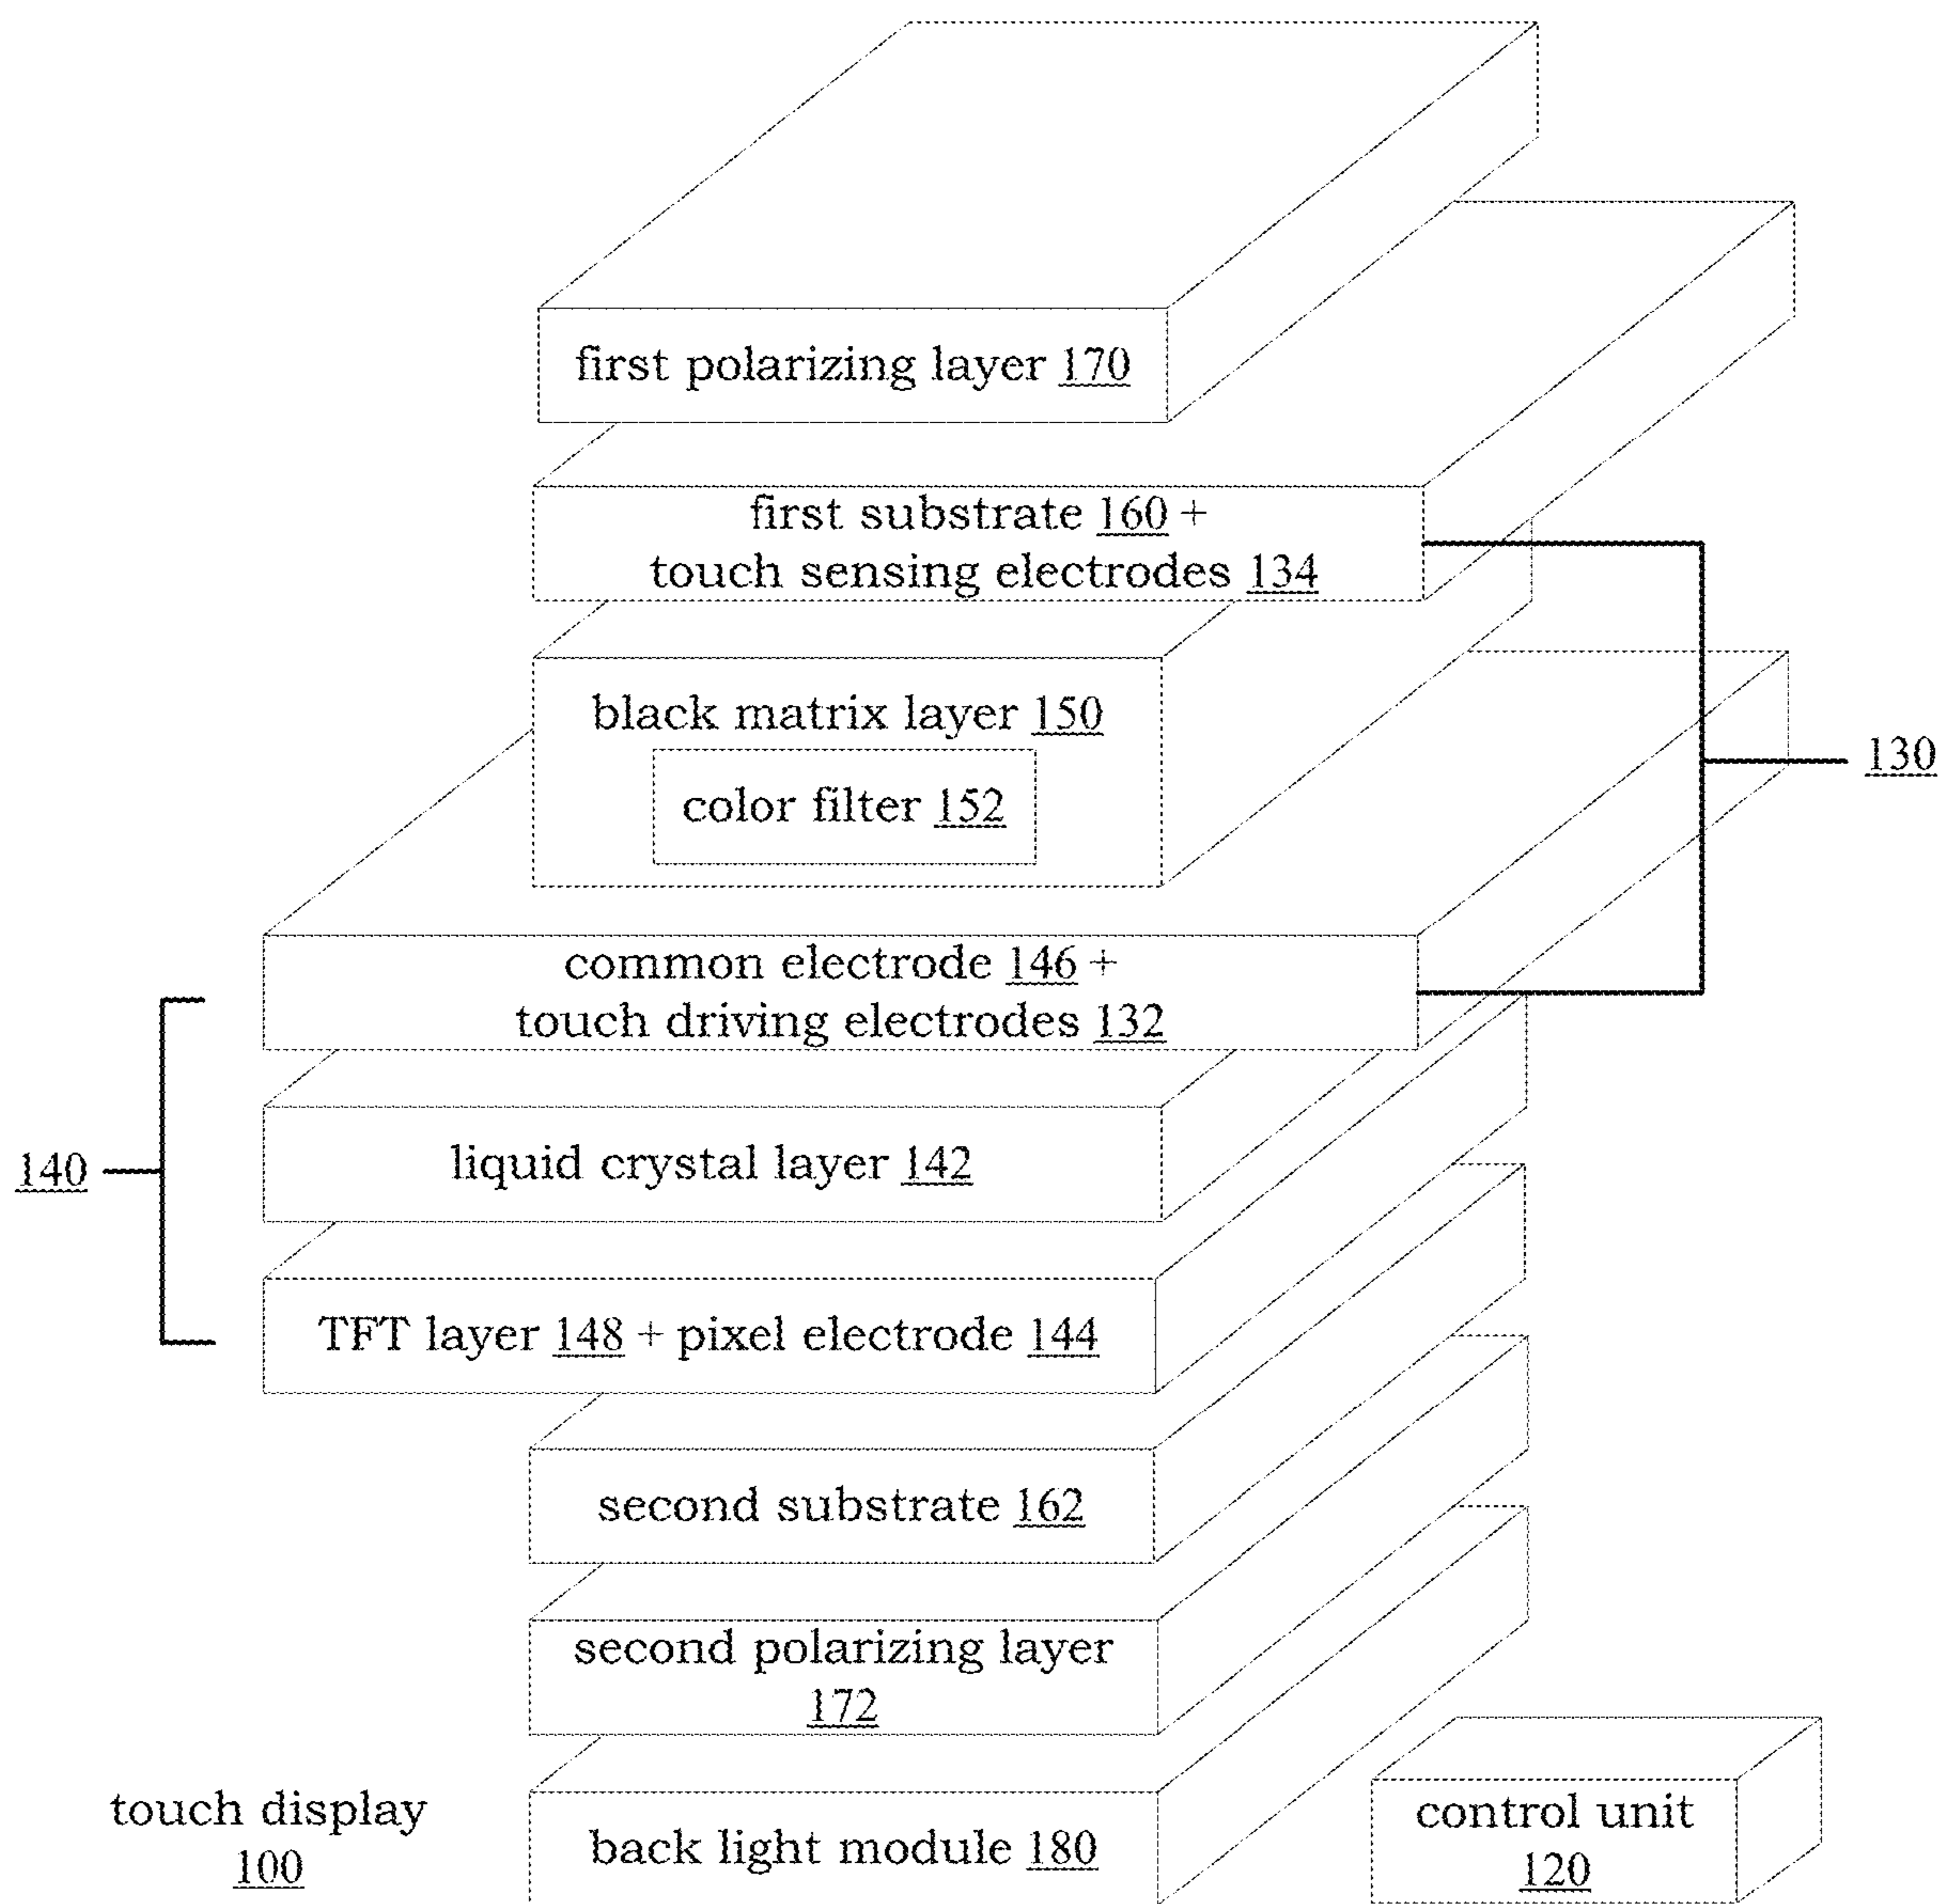 first polarizing layer 170
first substrate 160 +
touch sensing electrodes 134
black matrix layer 150
130
color filter 152
common electrode 146 +
touch driving electrodes 132
140
liquid crystal layer 142
TFT layer 148 + pixel electrode 144
second substrate 162
second polarizing layer
172
touch display
100
back light module 180
control unit
120